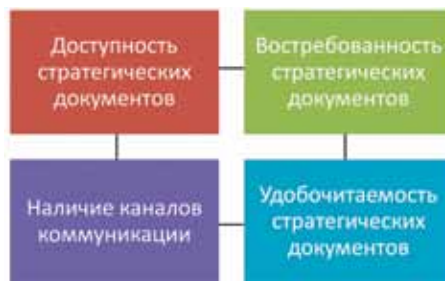 Доступность
стратегических
документов
Востребованность
стратегических
документов
Наличие каналов
коммуникации
Удобочитаемость
стратегических
документов